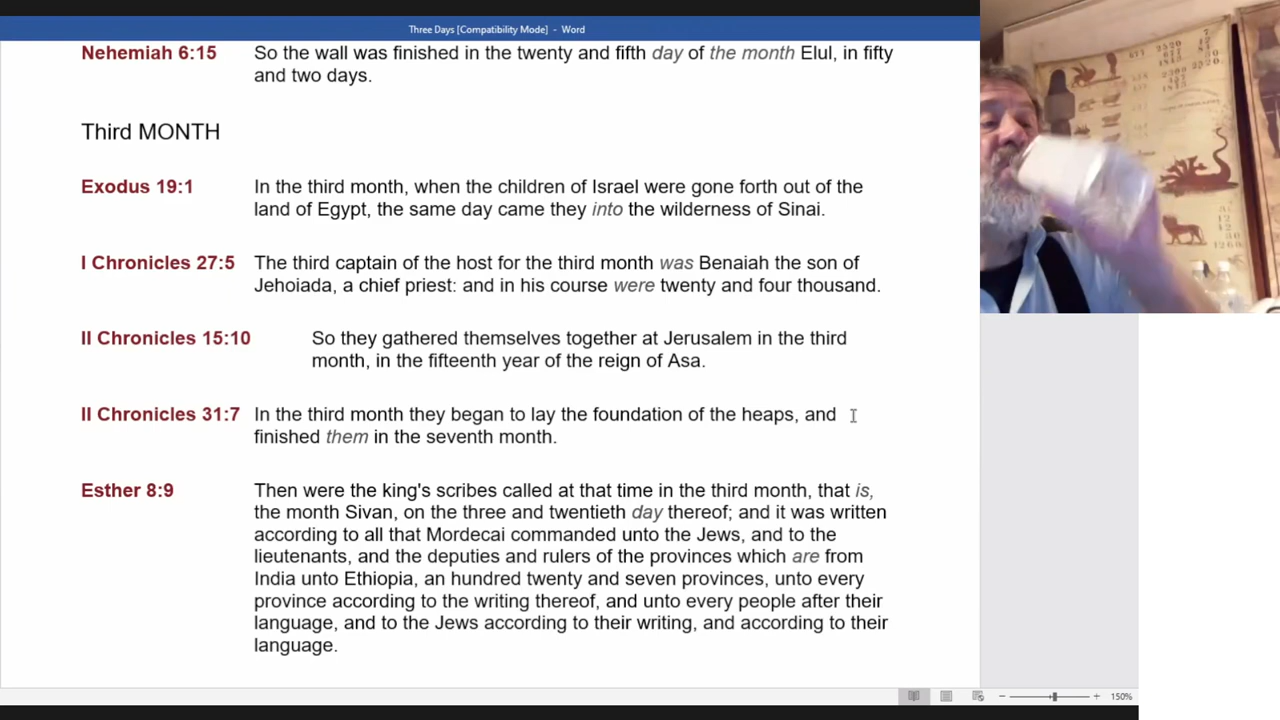 Three Days [Compatibility Mode] - Word
Nehemiah 6:15 So the wall was finished in the twenty and fifth day of the month Elul, in fifty
and two days.
Third MONTH
Exodus 19:1 In the third month, when the children of Israel were gone forth out of the
land of Egypt, the same day came they into the wilderness of Sinai.
I Chronicles 27:5 The third captain of the host for the third month was Benaiah the son of
Jehoiada, a chief priest: and in his course were twenty and four thousand.
II Chronicles 15:10 So they gathered themselves together at Jerusalem in the third
month, in the fifteenth year of the reign of Asa.
II Chronicles 31:7 In the third month they began to lay the foundation of the heaps, and
finished them in the seventh month.
Esther 8:9 Then were the king's scribes called at that time in the third month, that is,
the month Sivan, on the three and twentieth day thereof; and it was written
according to all that Mordecai commanded unto the Jews, and to the
lieutenants, and the deputies and rulers of the provinces which are from
India unto Ethiopia, an hundred twenty and seven provinces, unto every
province according to the writing thereof, and unto every people after their
language, and to the Jews according to their writing, and according to their
language.
150%
677 2520
2520
1260